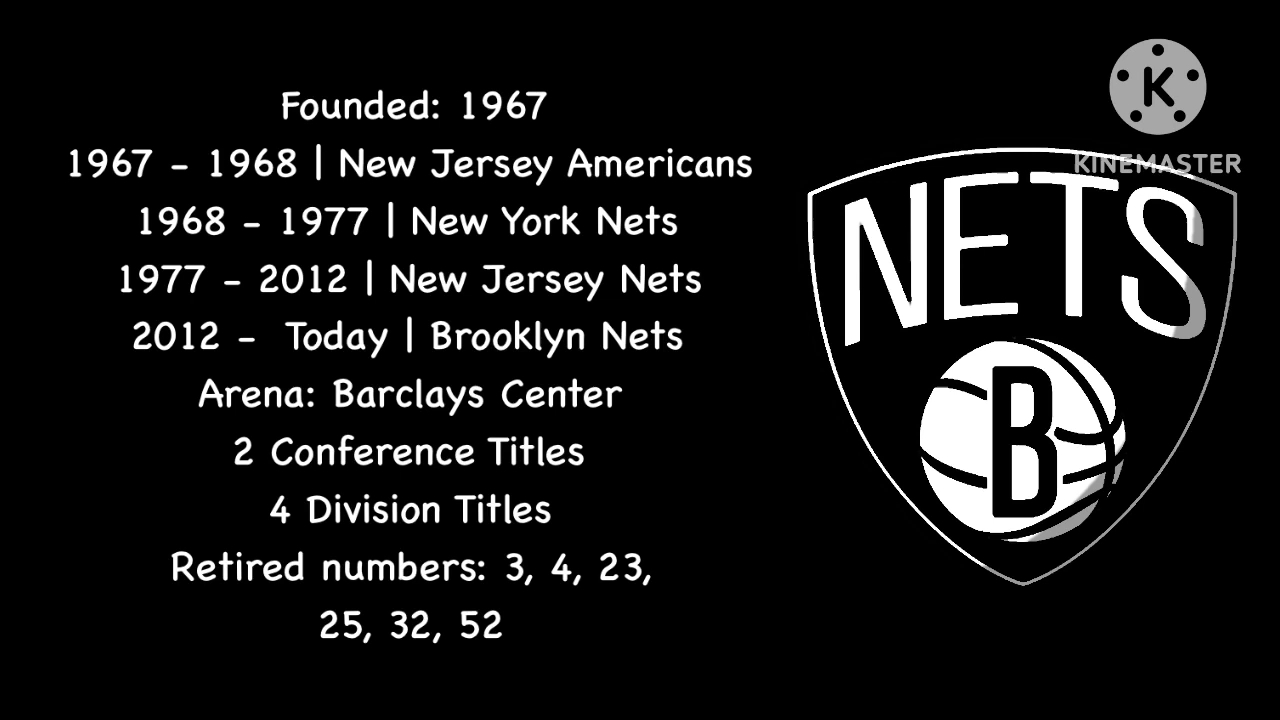 Founded: 1967
1967 - 1968 | New Jersey Americans
1968 - 1977 | New York Nets
1977 - 2012 | New Jersey Nets
2012 -  Today | Brooklyn Nets
Arena: Barclays Center
2 Conference Titles
4 Division Titles
Retired numbers: 3, 4, 23,
25, 32, 52
K
KINEMASTER
NETS
B